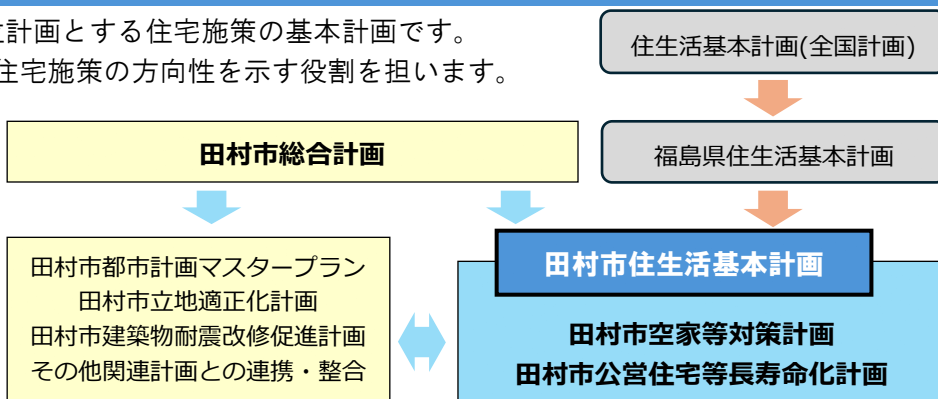 計画とする住宅施策の基本計画です。
住宅施策の方向性を示す役割を担います。
住生活基本計画(全国計画)
田村市総合計画
福島県住生活基本計画
田村市都市計画マスタープラン
田村市立地適正化計画
田村市建築物耐震改修促進計画
その他関連計画との連携・整合
田村市住生活基本計画
田村市空家等対策計画
田村市公営住宅等長寿命化計画